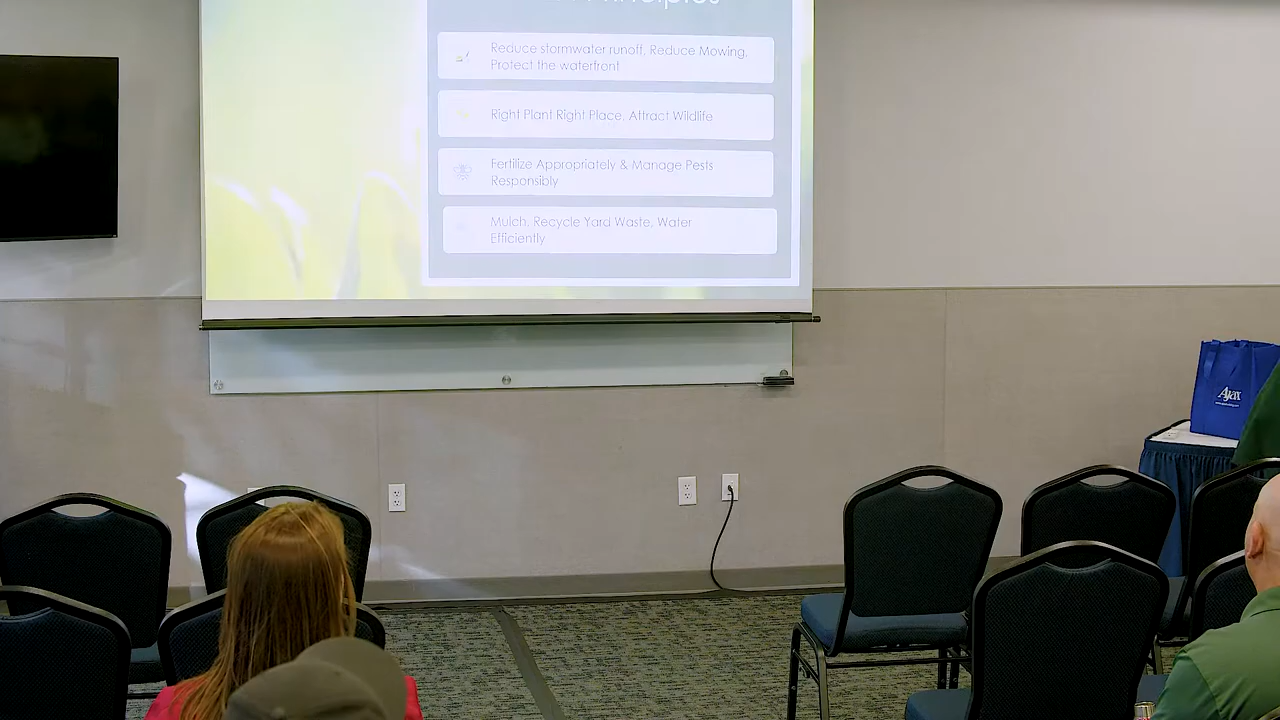 Reduce stormwater runoff, Reduce Mowing,
Protect the waterfront
Right Plant Right Place, Attract Wildlife
Fertilize Appropriately & Manage Pests
Responsibly
Mulch, Recycle Yard Waste, Water
Efficiently
Ajax